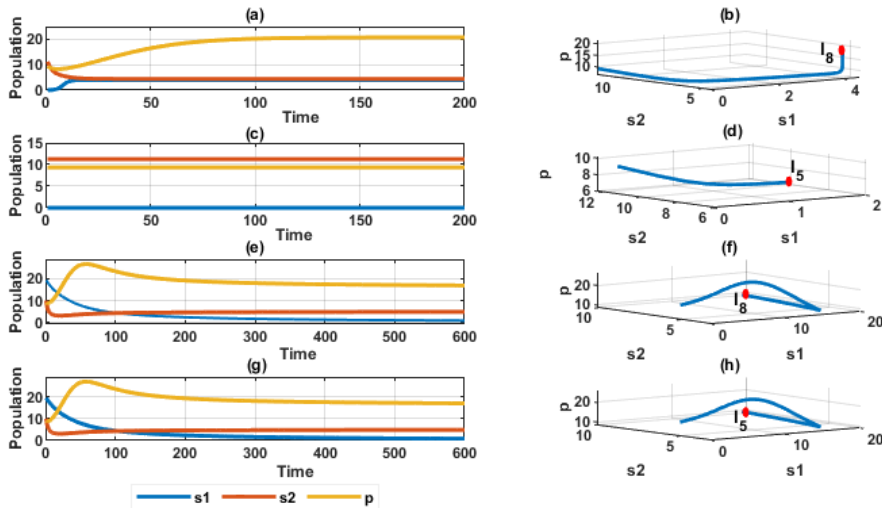 (a)
Population
20
10
0
0
50
100
150
200
Time
(b)
p
20
15
10
10
5
0
2
4
s2
s1
I8
(c)
Population
15
10
5
0
0
50
100
150
200
Time
(d)
p
10
8
6
12
10
8
6
0
1
2
s2
s1
I5
(e)
Population
20
10
0
0
100
200
300
400
500
600
Time
(f)
p
20
10
10
5
0
10
20
s2
s1
I8
(g)
Population
20
10
0
0
100
200
300
400
500
600
Time
(h)
p
20
10
10
5
0
10
20
s2
s1
I5
s1 s2 p